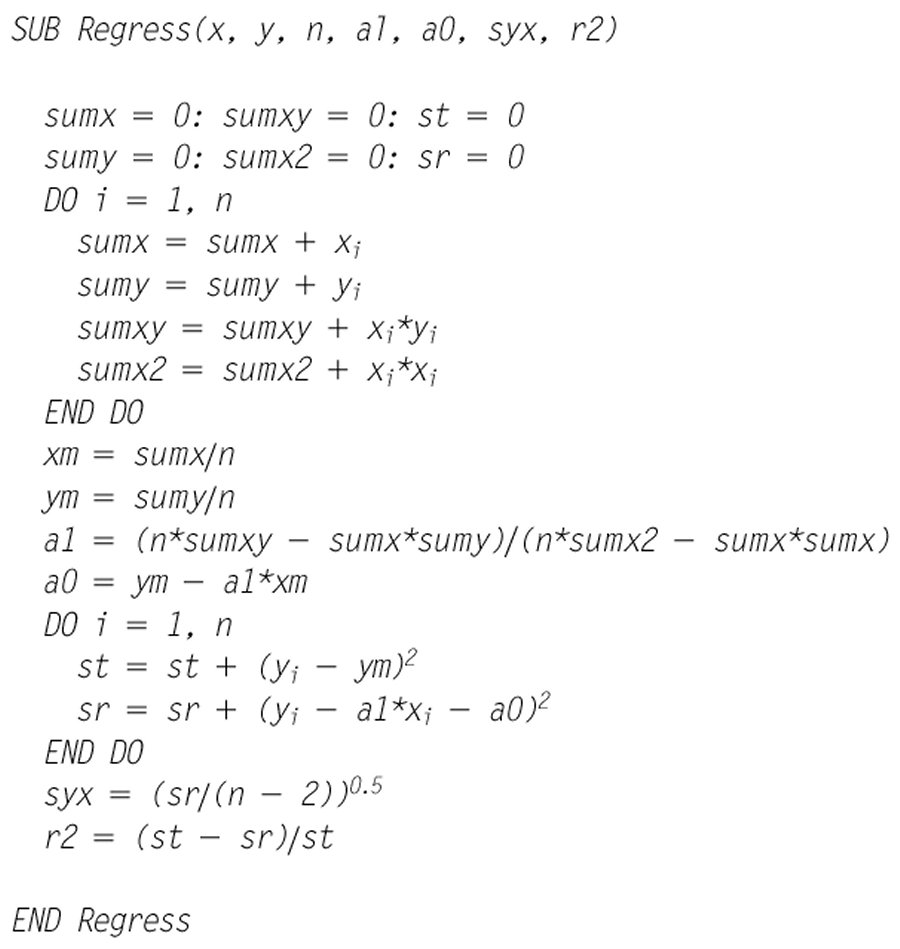 SUB Regress(x, y, n, a1, a0, syx, r2)
sumx = 0: sumxy = 0: st = 0
sumy = 0: sumx2 = 0: sr = 0
DO i = 1, n
sumx = sumx + xᵢ
sumy = sumy + yᵢ
sumxy = sumxy + xᵢ*yᵢ
sumx2 = sumx2 + xᵢ*xᵢ
END DO
xm = sumx/n
ym = sumy/n
a1 = (n*sumxy − sumx*sumy)/(n*sumx2 − sumx*sumx)
a0 = ym − a1*xm
DO i = 1, n
st = st + (yᵢ − ym)²
sr = sr + (yᵢ − a1*xᵢ − a0)²
END DO
syx = (sr/(n − 2))⁰·⁵
r2 = (st − sr)/st
END Regress